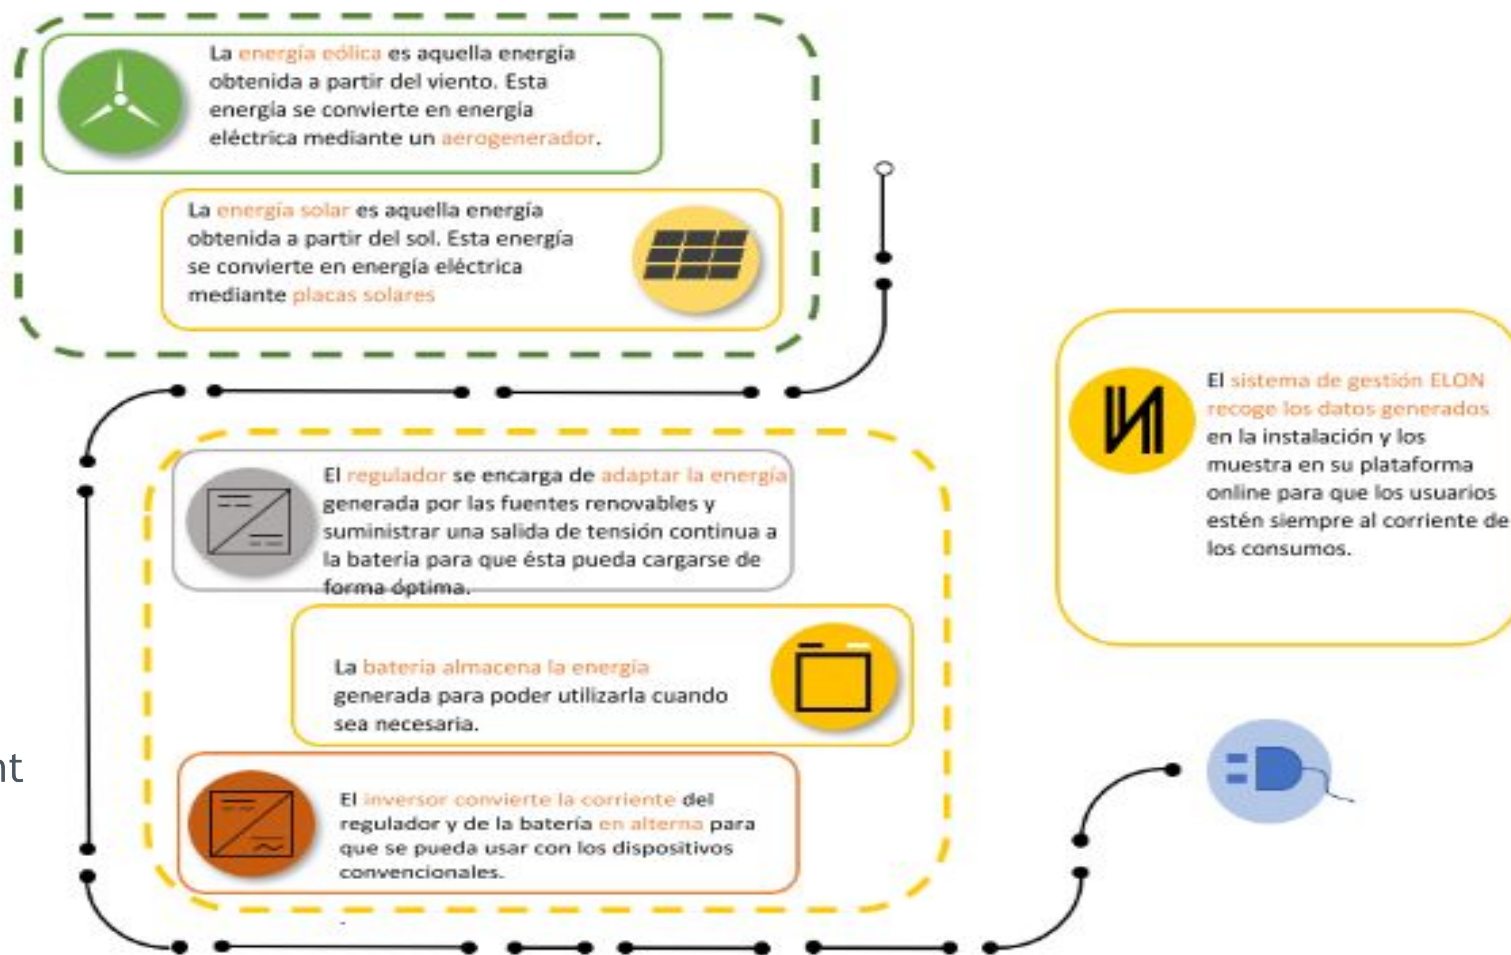 La energía eólica es aquella energía
obtenida a partir del viento. Esta
energía se convierte en energía
eléctrica mediante un aerogenerador.
La energía solar es aquella energía
obtenida a partir del sol. Esta energía
se convierte en energía eléctrica
mediante placas solares
El regulador se encarga de adaptar la energía
generada por las fuentes renovables y
suministrar una salida de tensión continua a
la batería para que ésta pueda cargarse de
forma óptima.
La batería almacena la energía
generada para poder utilizarla cuando
sea necesaria.
El inversor convierte la corriente del
regulador y de la batería en alterna para
que se pueda usar con los dispositivos
convencionales.
El sistema de gestión ELON
recoge los datos generados
en la instalación y los
muestra en su plataforma
online para que los usuarios
estén siempre al corriente de
los consumos.